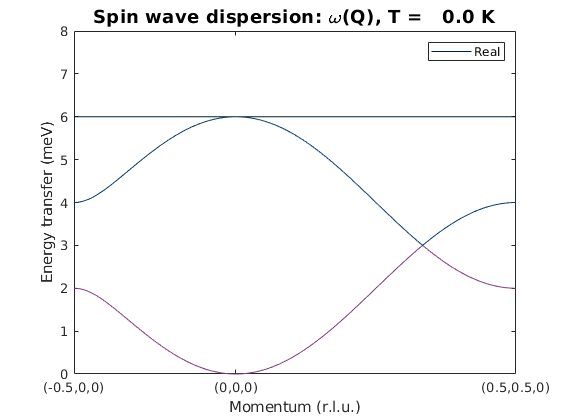 Spin wave dispersion: ω(Q), T = 0.0 K
Real
8
7
6
5
4
3
2
1
0
Energy transfer (meV)
(-0.5,0,0) (0,0,0) (0.5,0.5,0)
Momentum (r.l.u.)